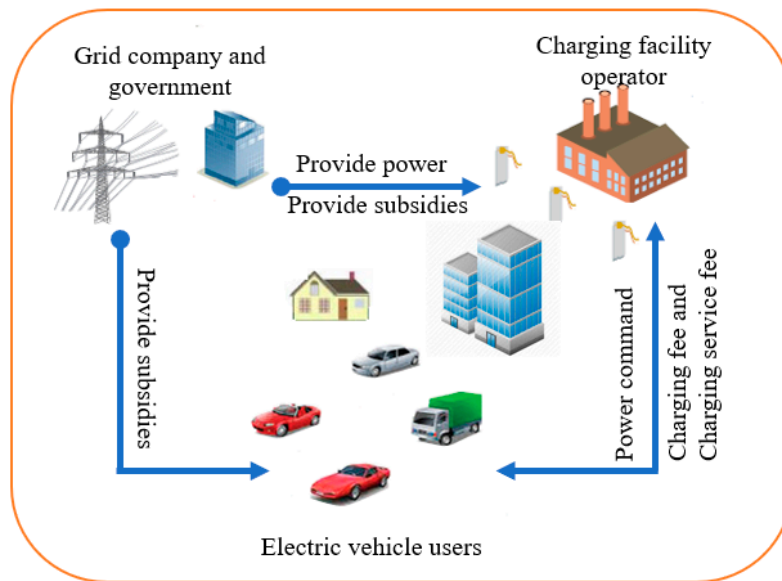 Grid company and
government
Charging facility
operator
Provide power
Provide subsidies
Provide subsidies
Power command
Charging fee and
Charging service fee
Electric vehicle users